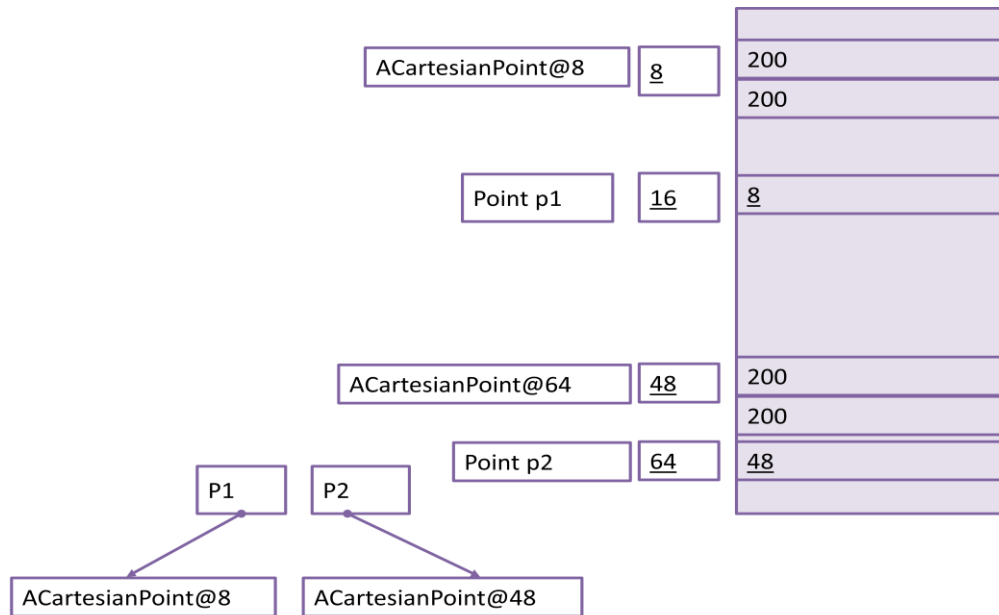 200
ACartesianPoint@8 8
200
Point p1 16 8
ACartesianPoint@64 48 200
200
Point p2 64 48
P1 P2
ACartesianPoint@8 ACartesianPoint@48